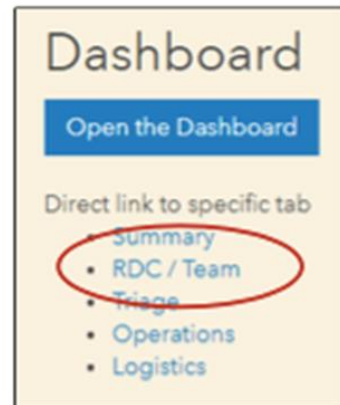 Dashboard
Open the Dashboard
Direct link to specific tab
Summary
RDC / Team
Triage
Operations
Logistics